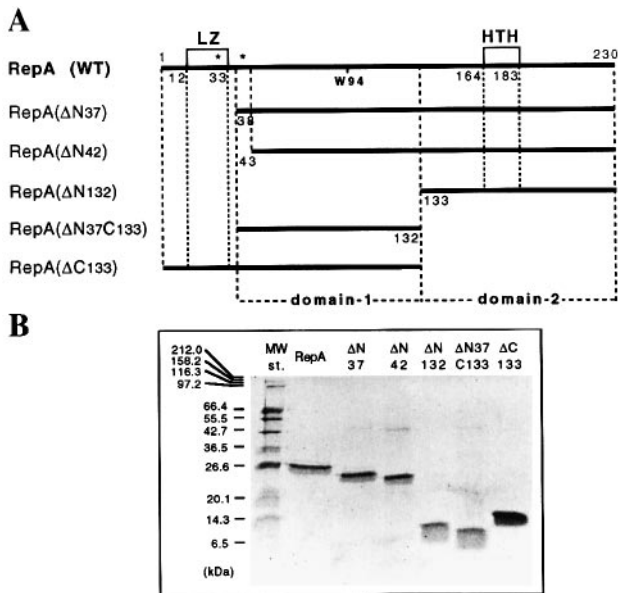 A
LZ
HTH
1
230
* *
RepA (WT)
12
33
W94
164
183
RepA(ΔN37)
38
RepA(ΔN42)
43
RepA(ΔN132)
133
RepA(ΔN37C133)
132
RepA(ΔC133)
domain-1
domain-2
B
MW st.
RepA
ΔN 37
ΔN 42
ΔN 132
ΔN37 C133
ΔC 133
212.0
158.2
116.3
97.2
66.4
55.5
42.7
36.5
26.6
20.1
14.3
6.5
(kDa)